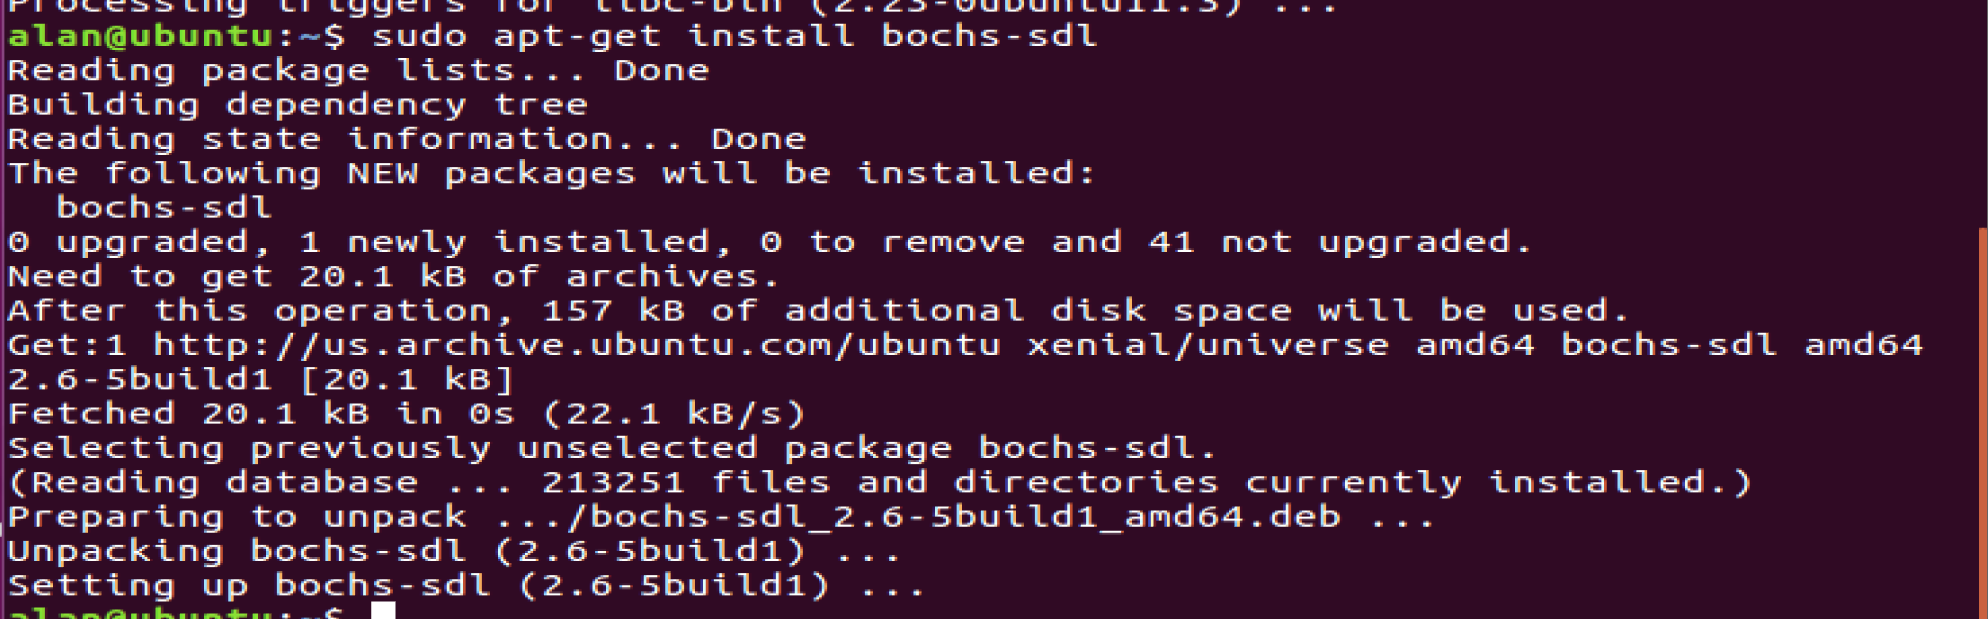 Processing triggers for libc-bin (2.23-0ubuntu11.3) ...
alan@ubuntu:~$ sudo apt-get install bochs-sdl
Reading package lists... Done
Building dependency tree
Reading state information... Done
The following NEW packages will be installed:
  bochs-sdl
0 upgraded, 1 newly installed, 0 to remove and 41 not upgraded.
Need to get 20.1 kB of archives.
After this operation, 157 kB of additional disk space will be used.
Get:1 http://us.archive.ubuntu.com/ubuntu xenial/universe amd64 bochs-sdl amd64
2.6-5build1 [20.1 kB]
Fetched 20.1 kB in 0s (22.1 kB/s)
Selecting previously unselected package bochs-sdl.
(Reading database ... 213251 files and directories currently installed.)
Preparing to unpack .../bochs-sdl_2.6-5build1_amd64.deb ...
Unpacking bochs-sdl (2.6-5build1) ...
Setting up bochs-sdl (2.6-5build1) ...
alan@ubuntu:~$